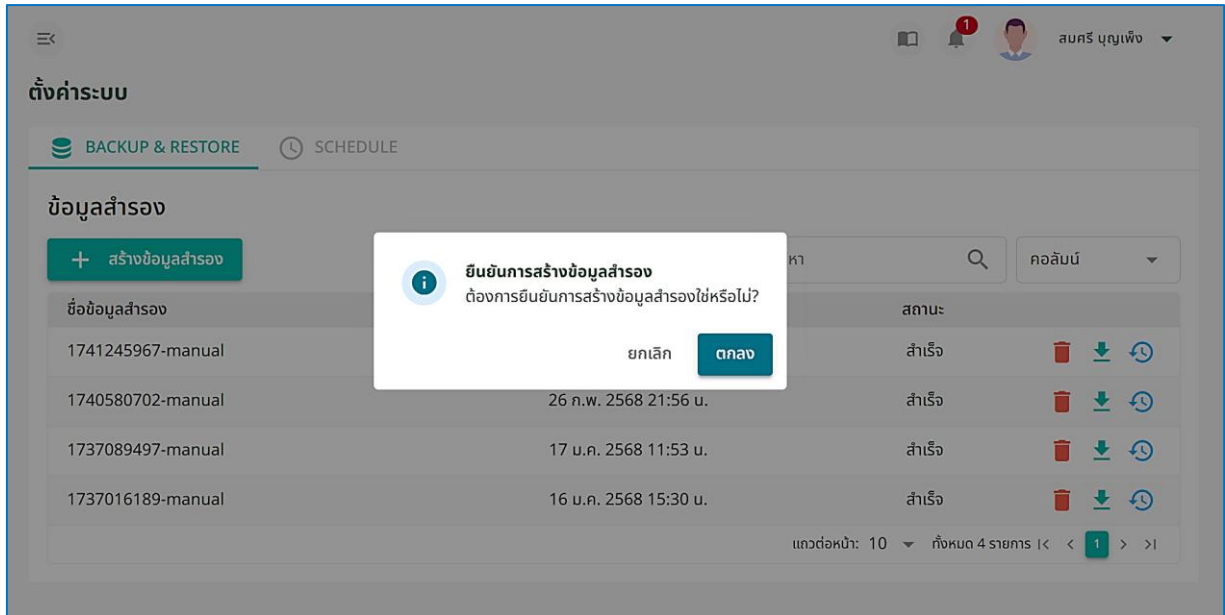 1
สมศรี บุญเพ็ง
ตั้งค่าระบบ
BACKUP & RESTORE SCHEDULE
ข้อมูลสำรอง
+ สร้างข้อมูลสำรอง
หา
คอลัมน์
ยืนยันการสร้างข้อมูลสำรอง
ต้องการยืนยันการสร้างข้อมูลสำรองใช่หรือไม่?
ยกเลิก ตกลง
ชื่อข้อมูลสำรอง สถานะ
1741245967-manual สำเร็จ
1740580702-manual 26 ก.พ. 2568 21:56 น. สำเร็จ
1737089497-manual 17 ม.ค. 2568 11:53 น. สำเร็จ
1737016189-manual 16 ม.ค. 2568 15:30 น. สำเร็จ
แถวต่อหน้า: 10 ทั้งหมด 4 รายการ |< < 1 > >|